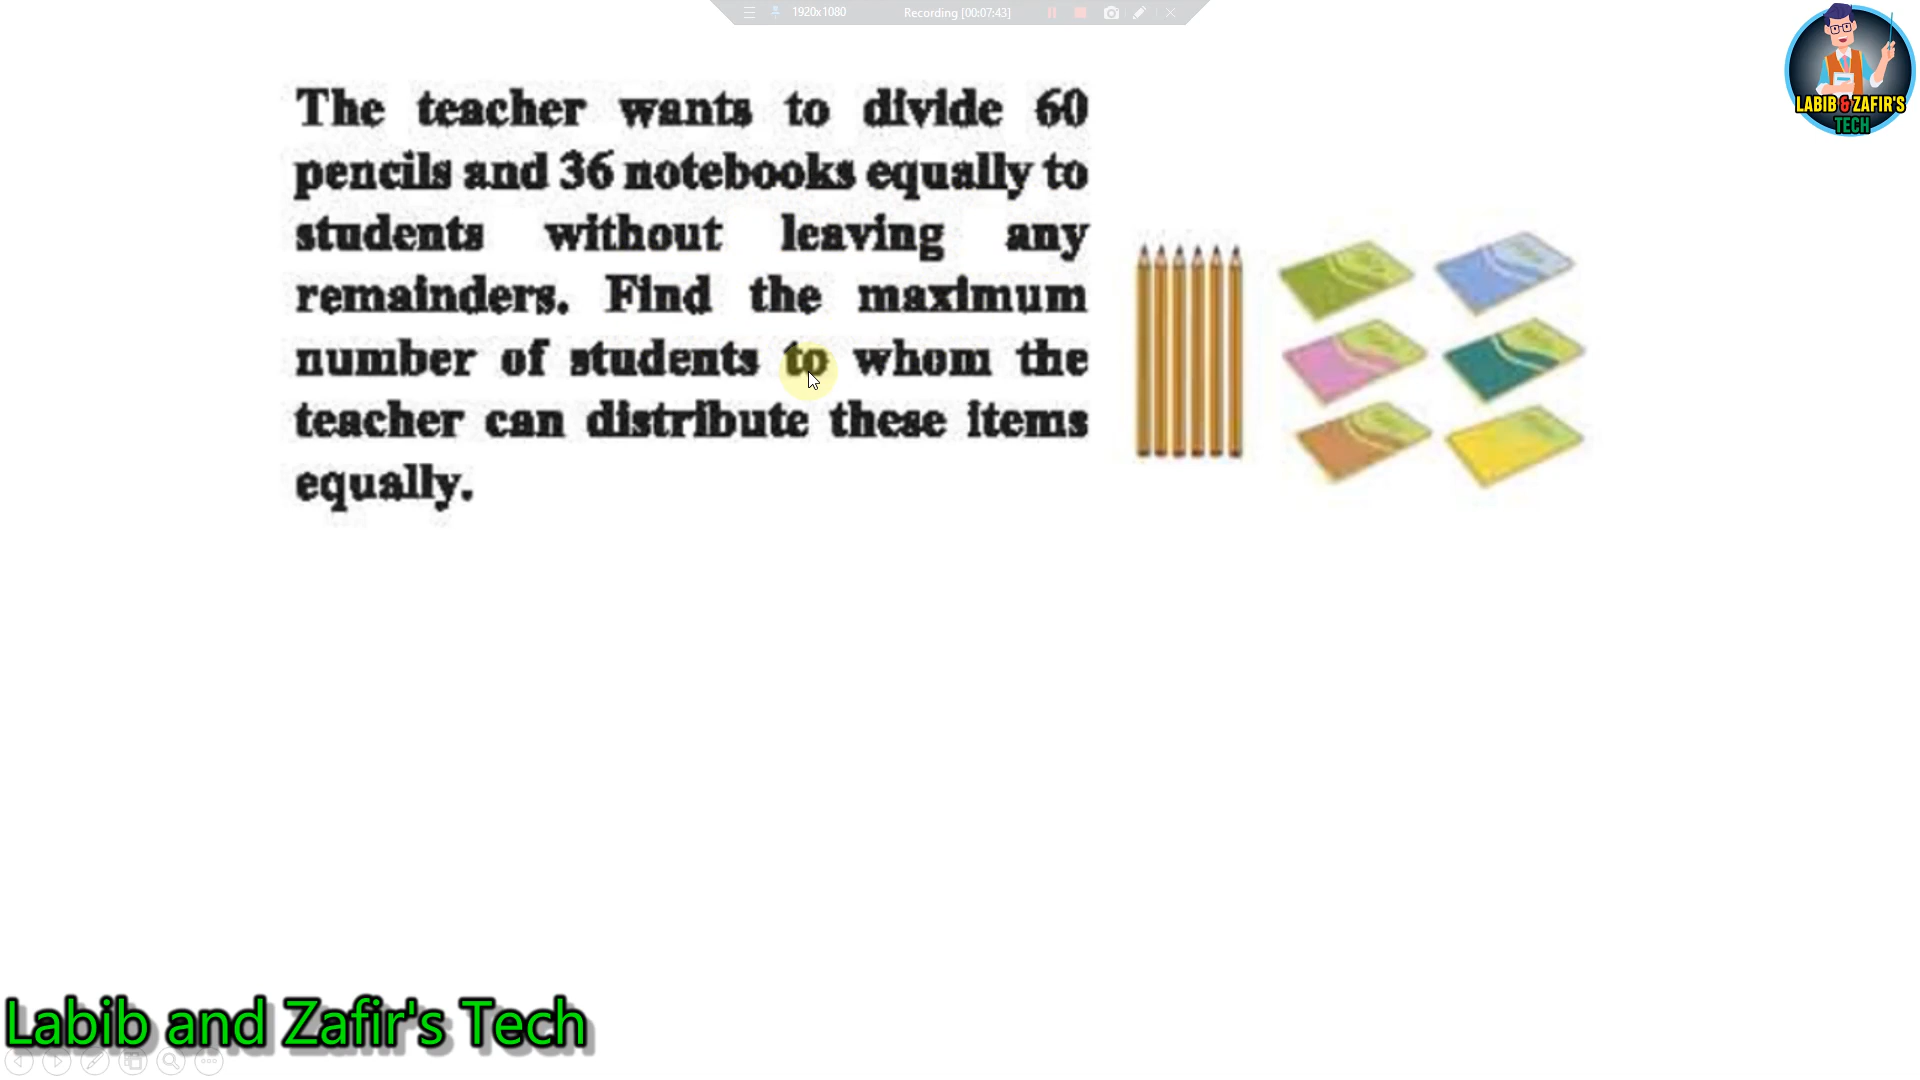 1920x1080 Recording [00:07:43]
LABIB & ZAFIR'S
TECH
The teacher wants to divide 60
pencils and 36 notebooks equally to
students without leaving any
remainders. Find the maximum
number of students to whom the
teacher can distribute these items
equally.
Labib and Zafir's Tech